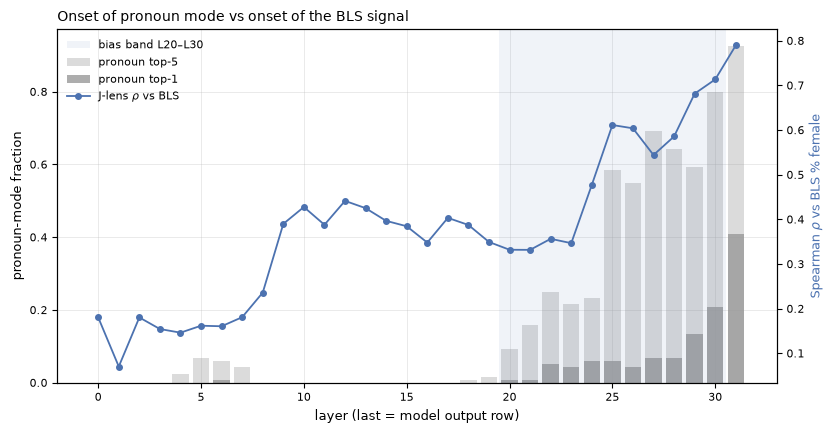 Onset of pronoun mode vs onset of the BLS signal
bias band L20–L30
pronoun top-5
pronoun top-1
J-lens ρ vs BLS
pronoun-mode fraction
0.8
0.6
0.4
0.2
0.0
0 5 10 15 20 25 30
layer (last = model output row)
0.8
0.7
0.6
0.5
0.4
0.3
0.2
0.1
Spearman ρ vs BLS % female